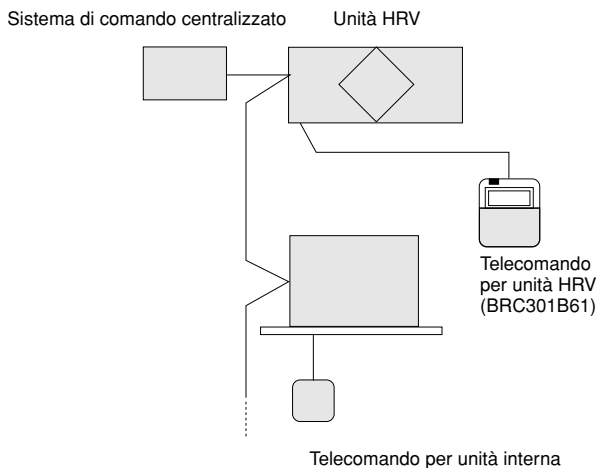 Sistema di comando centralizzato
Unità HRV
Telecomando
per unità HRV
(BRC301B61)
Telecomando per unità interna